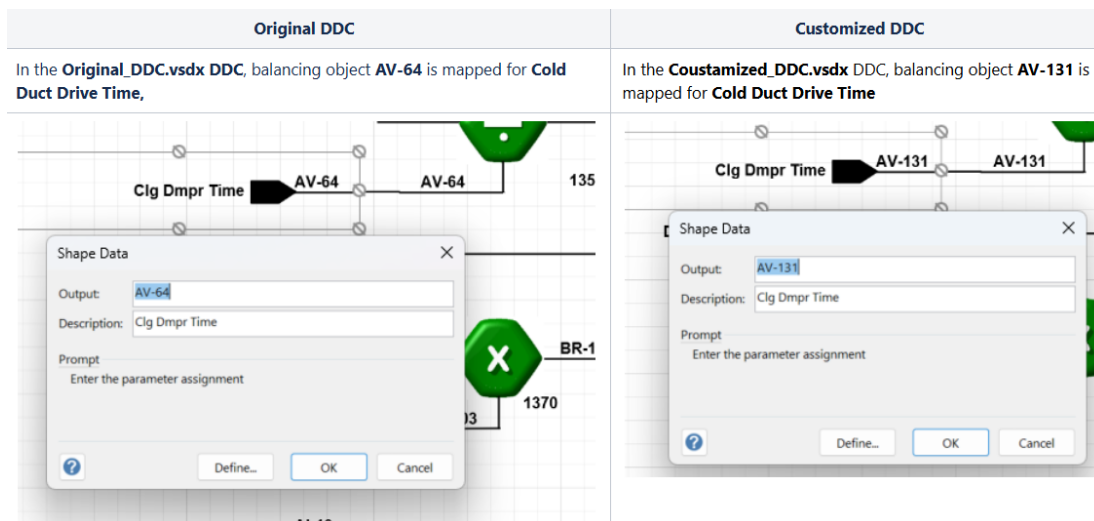 Original DDC
Customized DDC
In the Original_DDC.vsdx DDC, balancing object AV-64 is mapped for Cold
Duct Drive Time,
In the Coustamized_DDC.vsdx DDC, balancing object AV-131 is
mapped for Cold Duct Drive Time
Clg Dmpr Time
AV-64
AV-64
135
Shape Data
Output:
AV-64
Description:
Clg Dmpr Time
Prompt
Enter the parameter assignment
Define...
OK
Cancel
X
BR-1
1370
03
Clg Dmpr Time
AV-131
AV-131
Shape Data
Output:
AV-131
Description:
Clg Dmpr Time
Prompt
Enter the parameter assignment
Define...
OK
Cancel